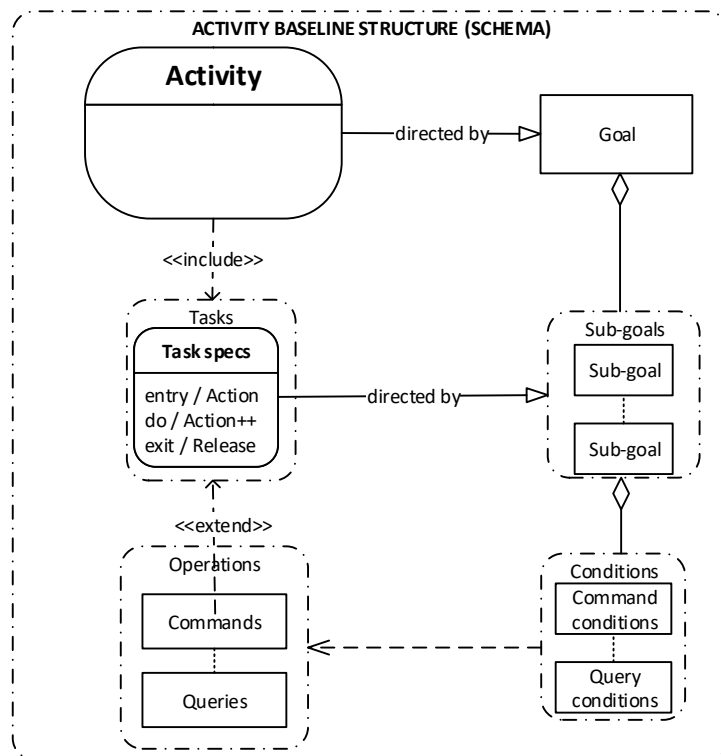 ACTIVITY BASELINE STRUCTURE (SCHEMA)
Activity
directed by
Goal
<<include>>
Tasks
Task specs
entry / Action
do / Action++
exit / Release
directed by
Sub-goals
Sub-goal
Sub-goal
<<extend>>
Operations
Commands
Queries
Conditions
Command
conditions
Query
conditions